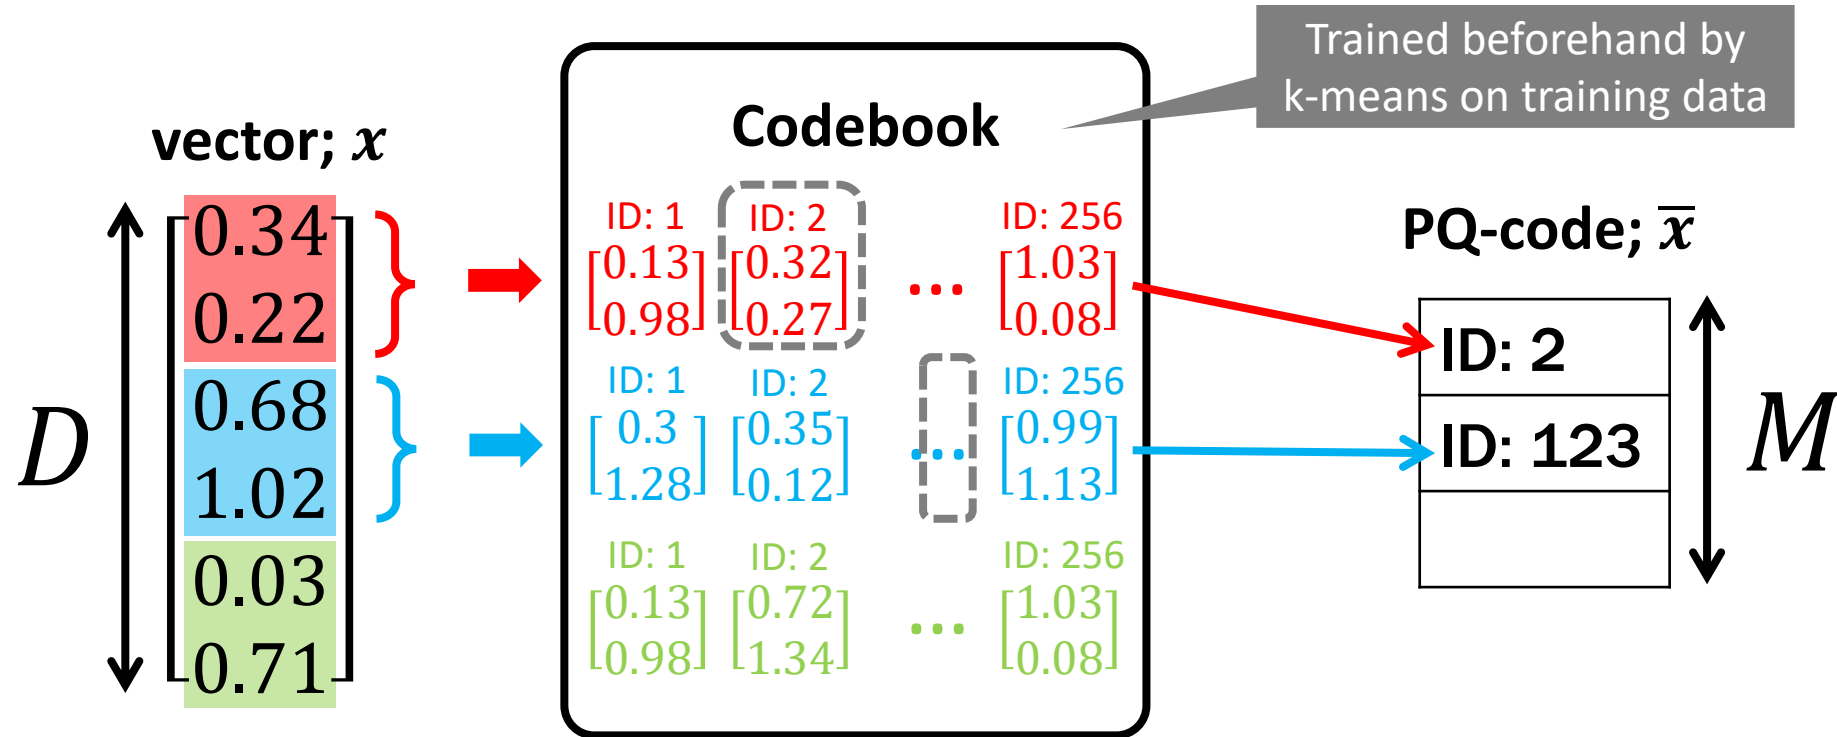 Trained beforehand by
k-means on training data
vector; x
Codebook
PQ-code; x̅
D
0.34
0.22
0.68
1.02
0.03
0.71
ID: 1 ID: 2 ID: 256
0.13 0.32 ... 1.03
0.98 0.27 0.08
ID: 1 ID: 2 ID: 256
0.3 0.35 ... 0.99
1.28 0.12 1.13
ID: 1 ID: 2 ID: 256
0.13 0.72 ... 1.03
0.98 1.34 0.08
ID: 2
ID: 123
M